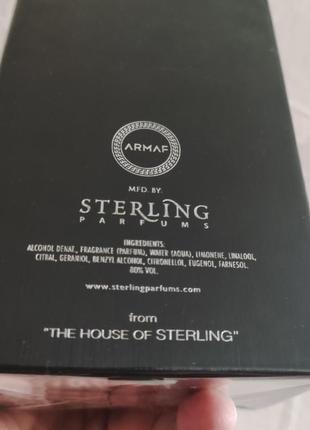 ARMAF
MFD. BY:
STERLING
PARFUMS
INGREDIENTS:
ALCOHOL DENAT., FRAGRANCE (PARFUM), WATER (AQUA), LIMONENE, LINALOOL,
CITRAL, GERANIOL, BENZYL ALCOHOL, CITRONELLOL, EUGENOL, FARNESOL.
80% VOL.
www.sterlingparfums.com
from
"THE HOUSE OF STERLING"